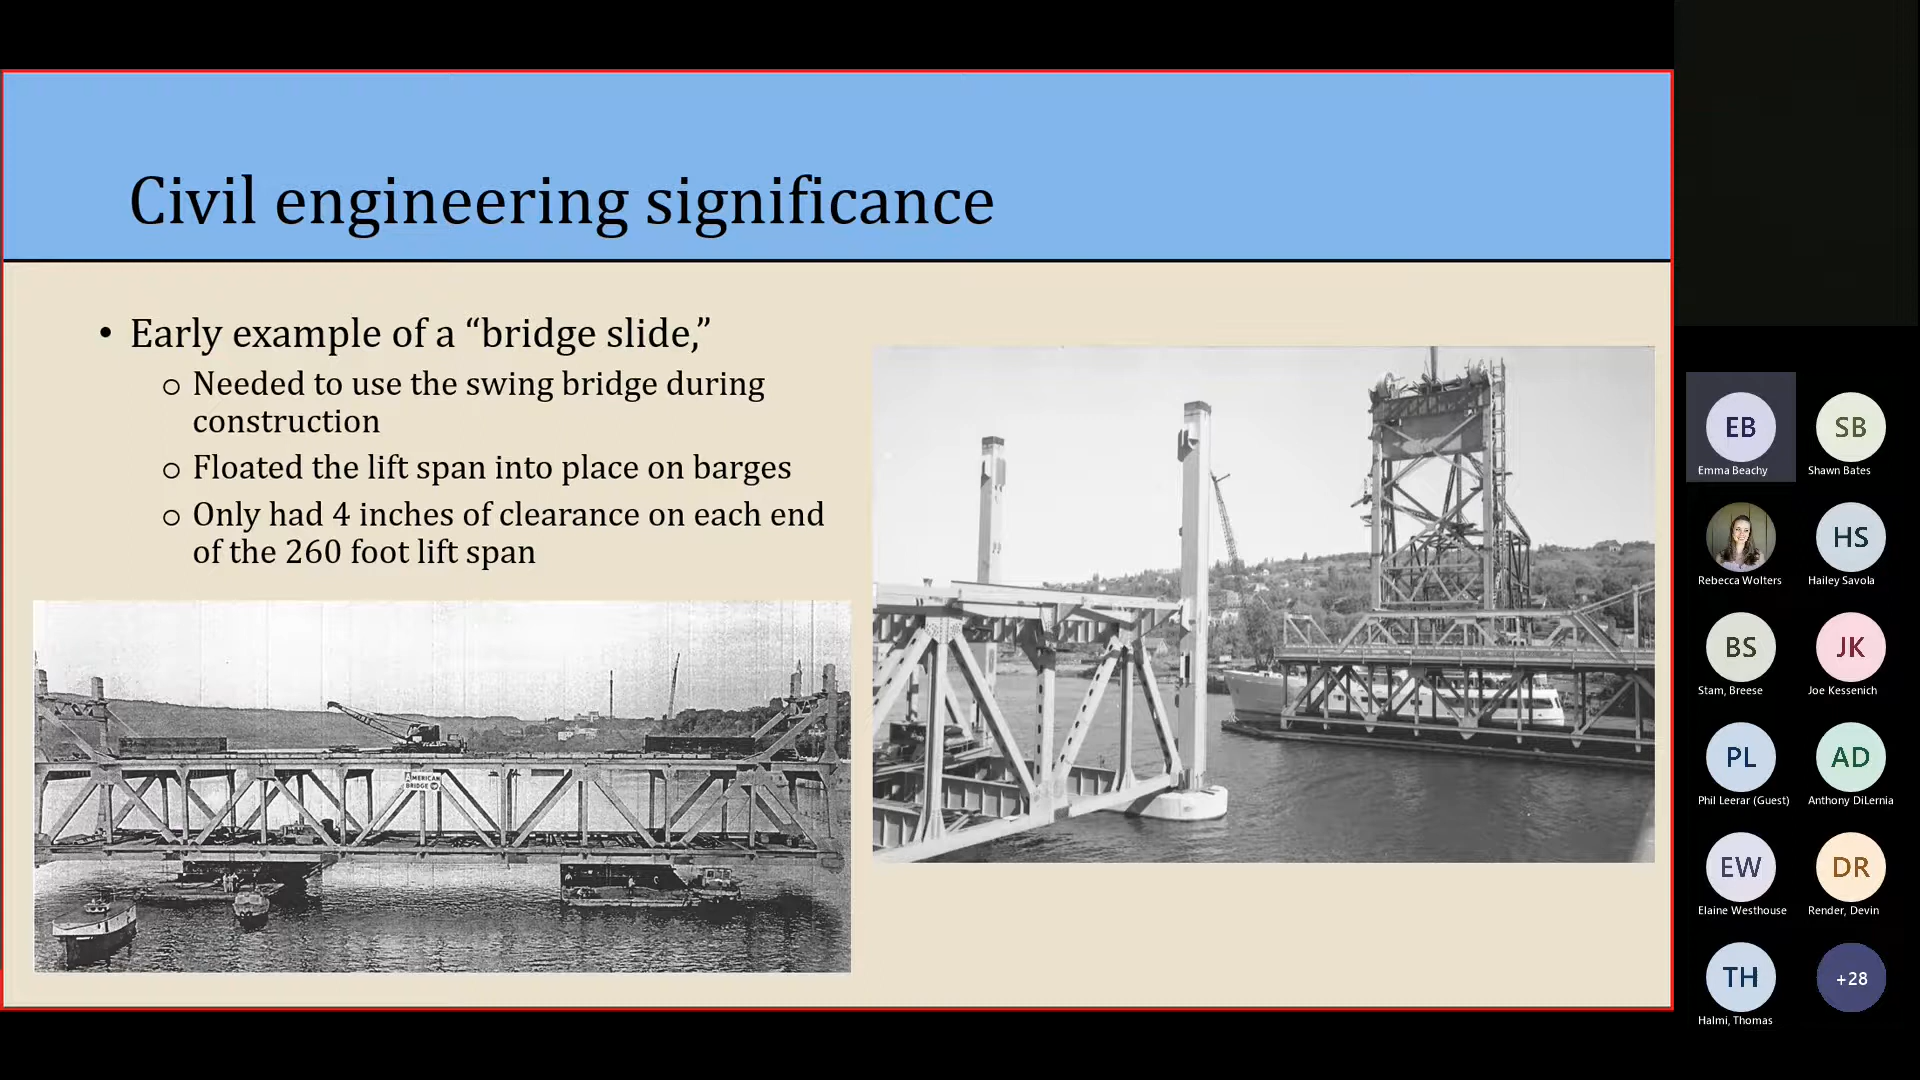 Civil engineering significance
• Early example of a “bridge slide,”
o Needed to use the swing bridge during
construction
o Floated the lift span into place on barges
o Only had 4 inches of clearance on each end
of the 260 foot lift span
AMERICAN
BRIDGE
EB
Emma Beachy
SB
Shawn Bates
Rebecca Wolters
HS
Hailey Savola
BS
Stam, Breese
JK
Joe Kessenich
PL
Phil Leerar (Guest)
AD
Anthony DiLernia
EW
Elaine Westhouse
DR
Render, Devin
TH
Halmi, Thomas
+28